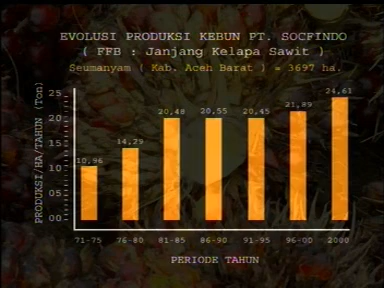 EVOLUSI PRODUKSI KEBUN PT. SOCFINDO
( FFB : Janjang Kelapa Sawit )
Seumanyam ( Kab. Aceh Barat ) = 3697 ha.
PRODUKSI/HA/TAHUN (Ton)
25
20
15
10
05
00
10,96
14,29
20,48
20,55
20,45
21,89
24,61
71-75 76-80 81-85 86-90 91-95 96-00 2000
PERIODE TAHUN